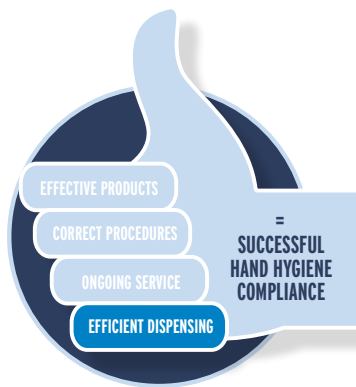 EFFECTIVE PRODUCTS
CORRECT PROCEDURES
ONGOING SERVICE
EFFICIENT DISPENSING
=
SUCCESSFUL
HAND HYGIENE
COMPLIANCE